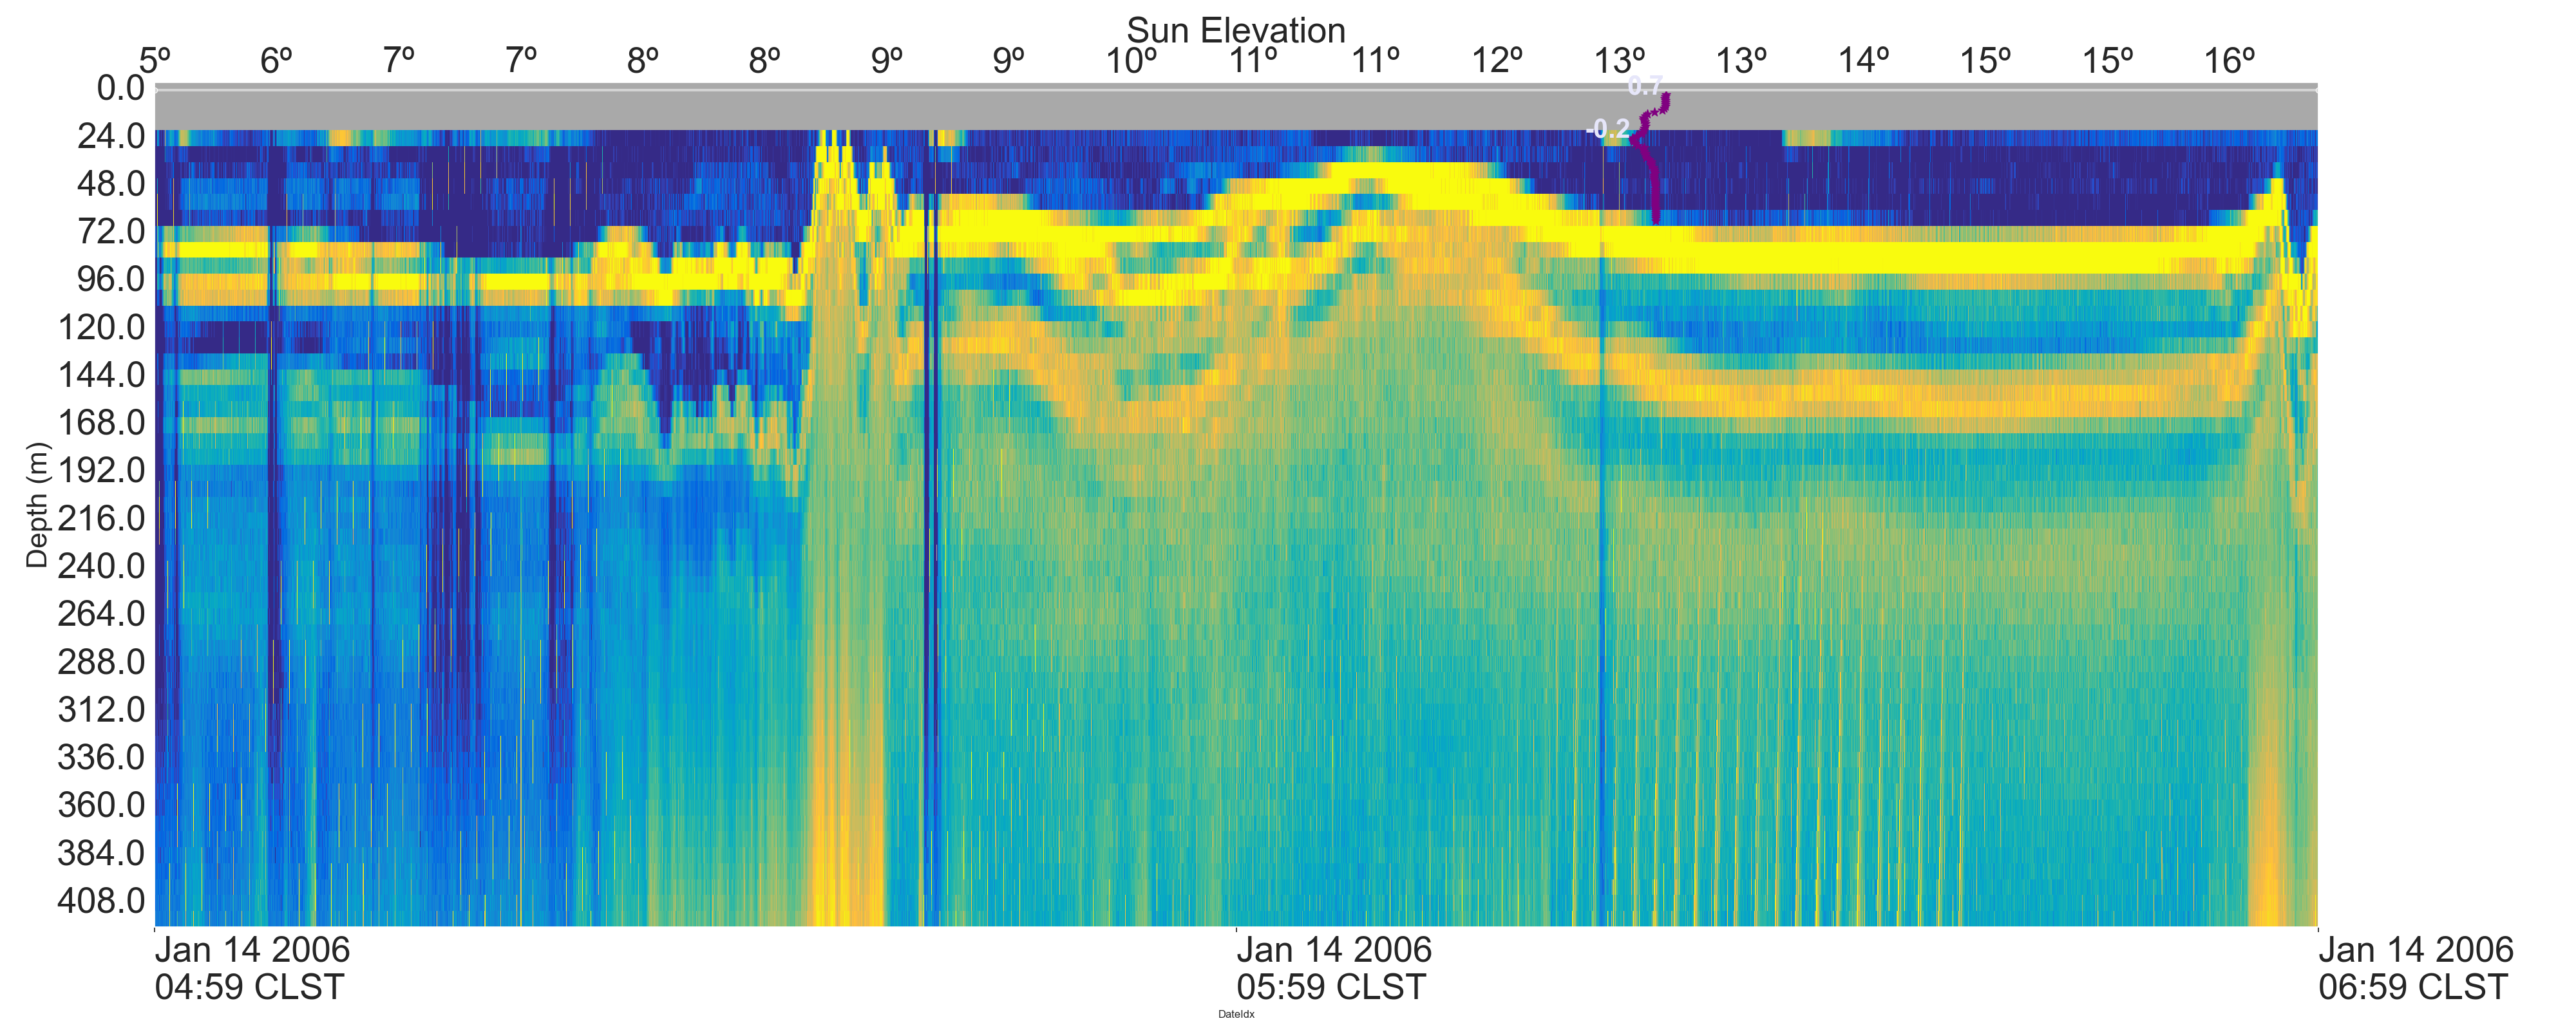 Sun Elevation
5º 6º 7º 7º 8º 8º 9º 9º 10º 11º 11º 12º 13º 13º 14º 15º 15º 16º
0.7
-0.2
0.0
24.0
48.0
72.0
96.0
120.0
144.0
168.0
192.0
216.0
240.0
264.0
288.0
312.0
336.0
360.0
384.0
408.0
Depth (m)
Jan 14 2006
04:59 CLST
Jan 14 2006
05:59 CLST
Jan 14 2006
06:59 CLST
DateIdx